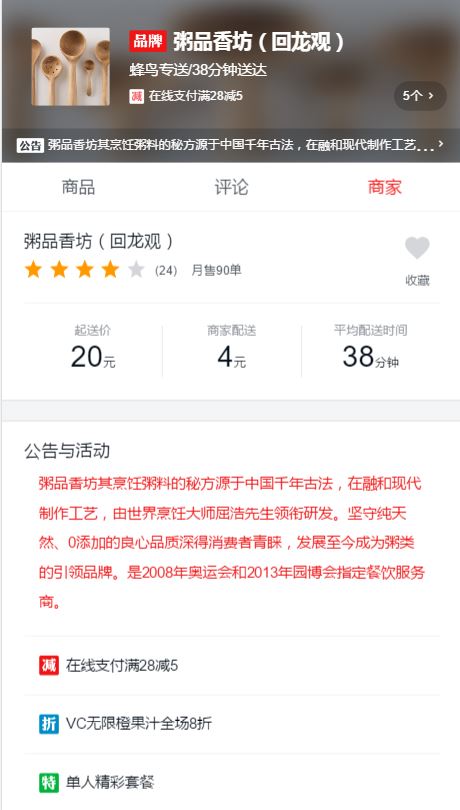 品牌 粥品香坊（回龙观）
蜂鸟专送/38分钟送达
减 在线支付满28减5
5个 >
公告 粥品香坊其烹饪粥料的秘方源于中国千年古法，在融和现代制作工艺... >
商品 评论 商家
粥品香坊（回龙观）
(24) 月售90单
收藏
起送价 商家配送 平均配送时间
20元 4元 38分钟
公告与活动
粥品香坊其烹饪粥料的秘方源于中国千年古法，在融和现代
制作工艺，由世界烹饪大师屈浩先生领衔研发。坚守纯天
然、0添加的良心品质深得消费者青睐，发展至今成为粥类
的引领品牌。是2008年奥运会和2013年园博会指定餐饮服务
商。
减 在线支付满28减5
折 VC无限橙果汁全场8折
特 单人精彩套餐